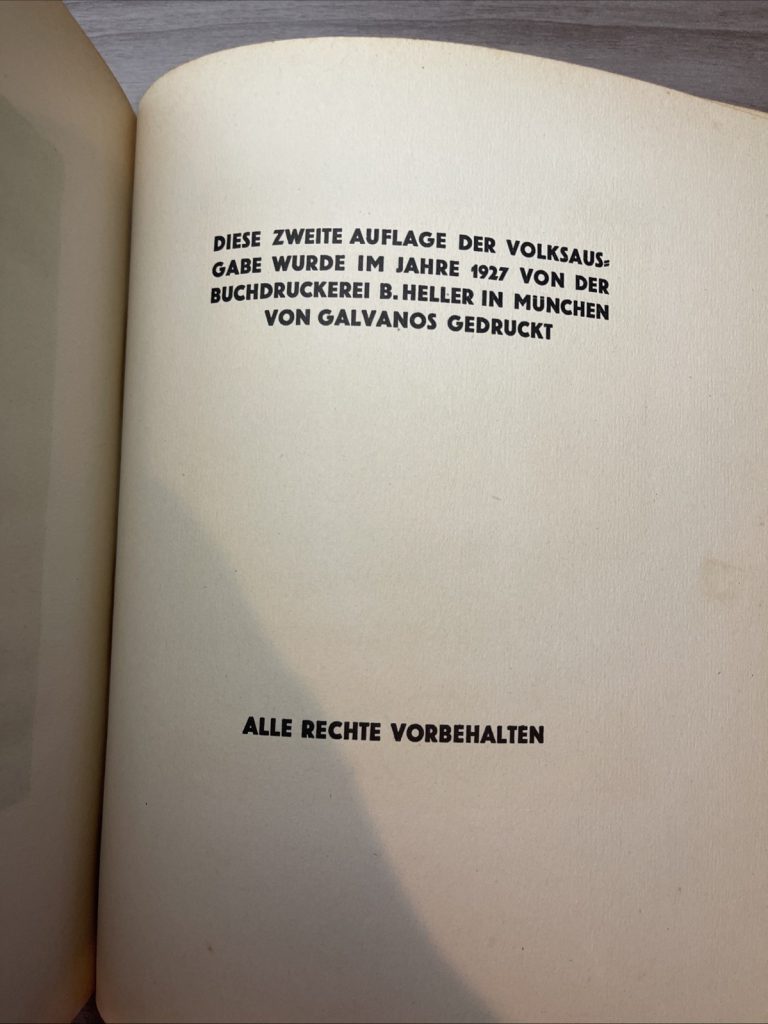 DIESE ZWEITE AUFLAGE DER VOLKSAUS=
GABE WURDE IM JAHRE 1927 VON DER
BUCHDRUCKEREI B. HELLER IN MÜNCHEN
VON GALVANOS GEDRUCKT
ALLE RECHTE VORBEHALTEN